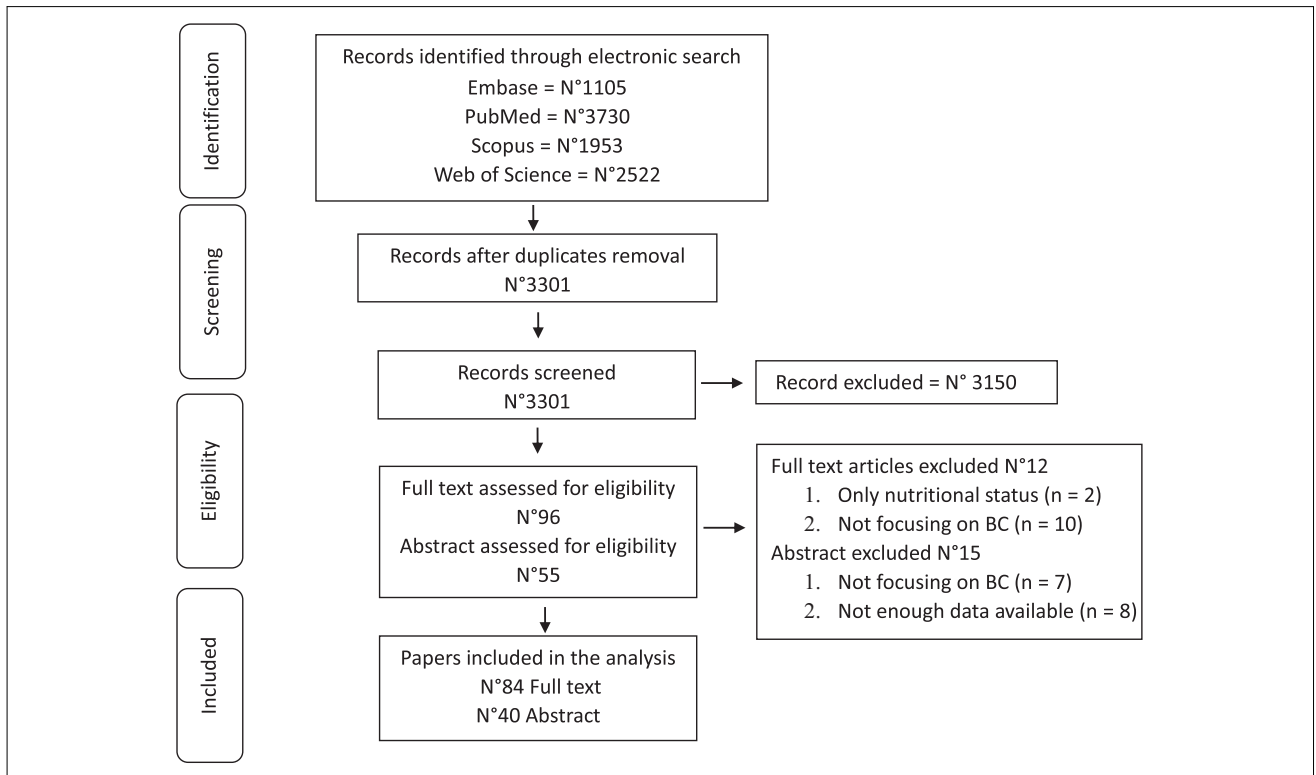 Identification
Records identified through electronic search
Embase = N°1105
PubMed = N°3730
Scopus = N°1953
Web of Science = N°2522
Screening
Records after duplicates removal
N°3301
Records screened
N°3301
Record excluded = N° 3150
Eligibility
Full text assessed for eligibility
N°96
Abstract assessed for eligibility
N°55
Full text articles excluded N°12
1. Only nutritional status (n = 2)
2. Not focusing on BC (n = 10)
Abstract excluded N°15
1. Not focusing on BC (n = 7)
2. Not enough data available (n = 8)
Included
Papers included in the analysis
N°84 Full text
N°40 Abstract